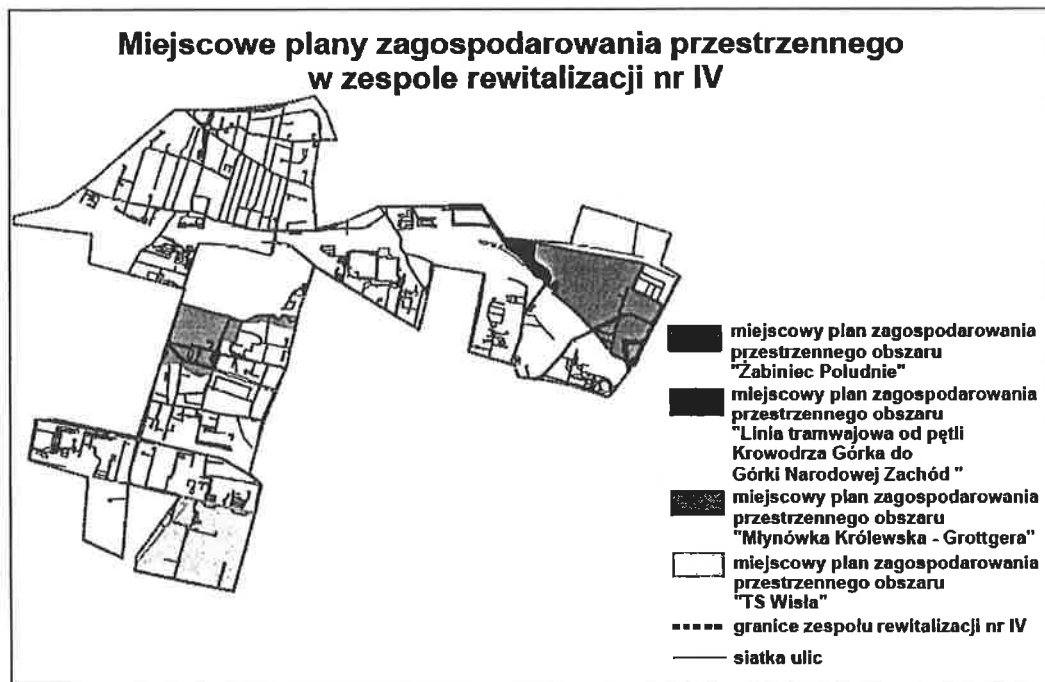 Miejscowe plany zagospodarowania przestrzennego
w zespole rewitalizacji nr IV
miejscowy plan zagospodarowania
przestrzennego obszaru
"Żabiniec Południe"
miejscowy plan zagospodarowania
przestrzennego obszaru
"Linia tramwajowa od pętli
Krowodrza Górka do
Górki Narodowej Zachód "
miejscowy plan zagospodarowania
przestrzennego obszaru
"Młynówka Królewska - Grottgera"
miejscowy plan zagospodarowania
przestrzennego obszaru
"TS Wisła"
granice zespołu rewitalizacji nr IV
siatka ulic